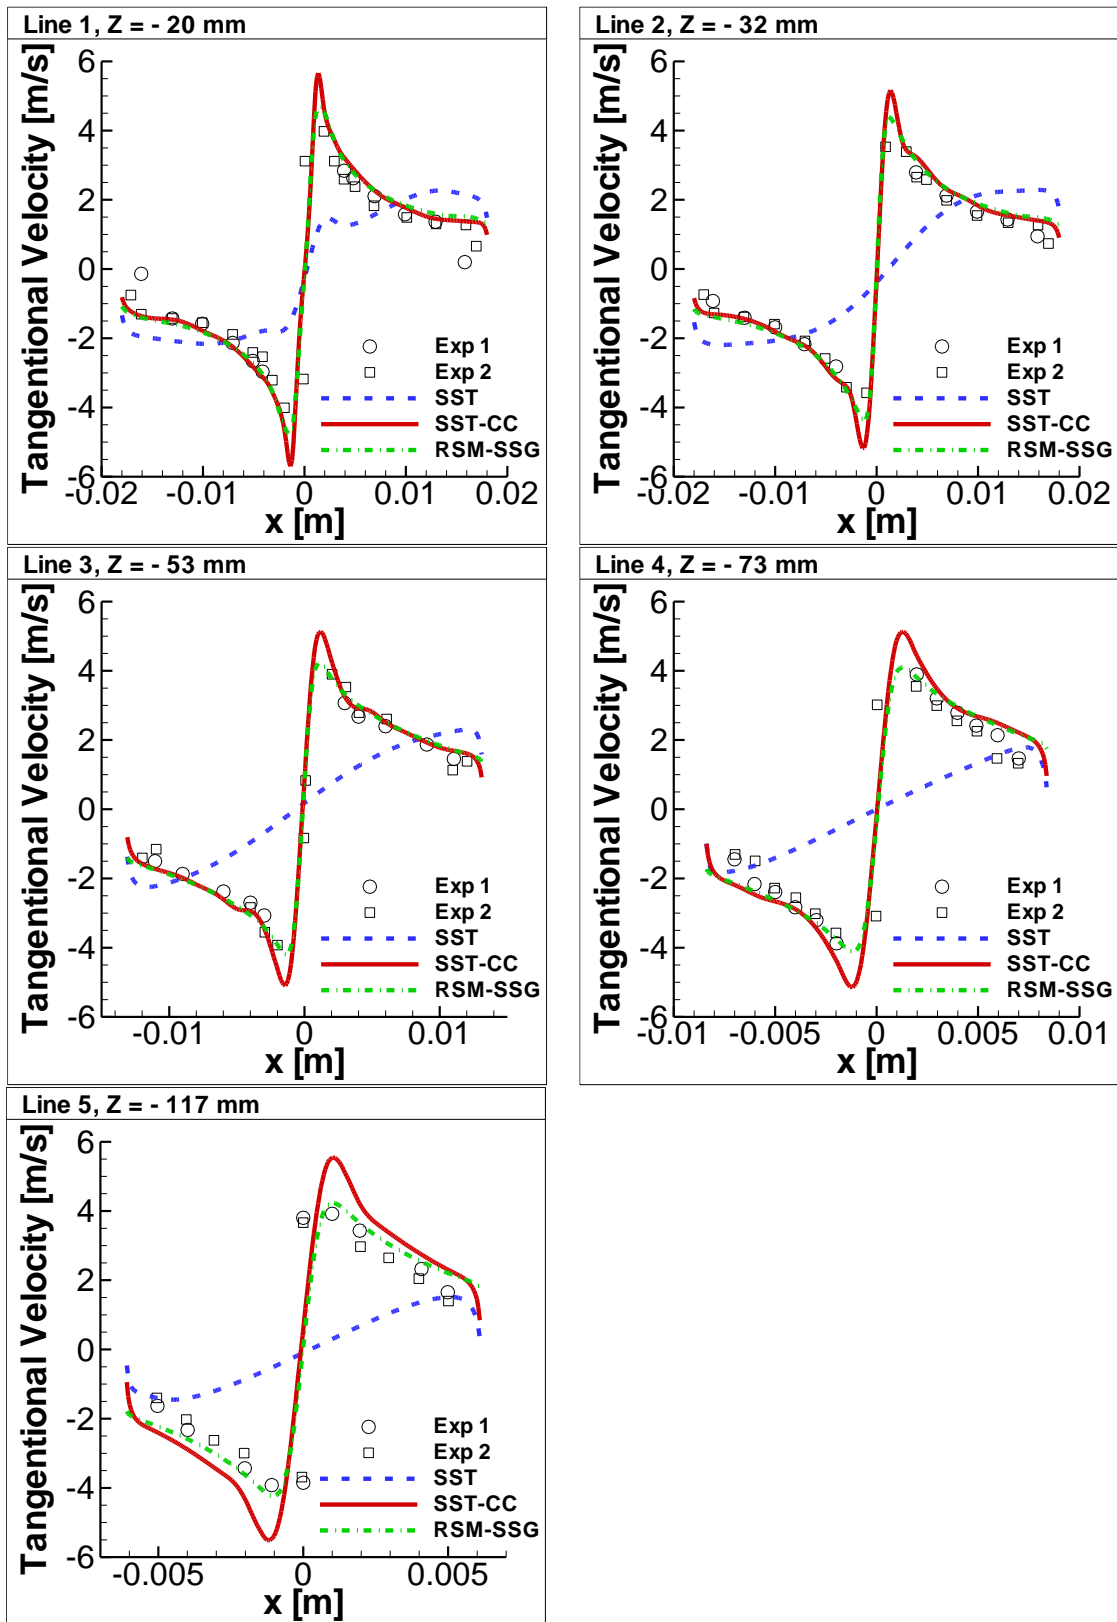 Line 1, Z = - 20 mm
Tangentional Velocity [m/s]
6
4
2
0
-2
-4
-6
-0.02
-0.01
0
0.01
0.02
x [m]
Exp 1
Exp 2
SST
SST-CC
RSM-SSG
Line 2, Z = - 32 mm
Tangentional Velocity [m/s]
6
4
2
0
-2
-4
-6
-0.02
-0.01
0
0.01
0.02
x [m]
Exp 1
Exp 2
SST
SST-CC
RSM-SSG
Line 3, Z = - 53 mm
Tangentional Velocity [m/s]
6
4
2
0
-2
-4
-6
-0.01
0
0.01
x [m]
Exp 1
Exp 2
SST
SST-CC
RSM-SSG
Line 4, Z = - 73 mm
Tangentional Velocity [m/s]
6
4
2
0
-2
-4
-6
-0.01
-0.005
0
0.005
0.01
x [m]
Exp 1
Exp 2
SST
SST-CC
RSM-SSG
Line 5, Z = - 117 mm
Tangentional Velocity [m/s]
6
4
2
0
-2
-4
-6
-0.005
0
0.005
x [m]
Exp 1
Exp 2
SST
SST-CC
RSM-SSG